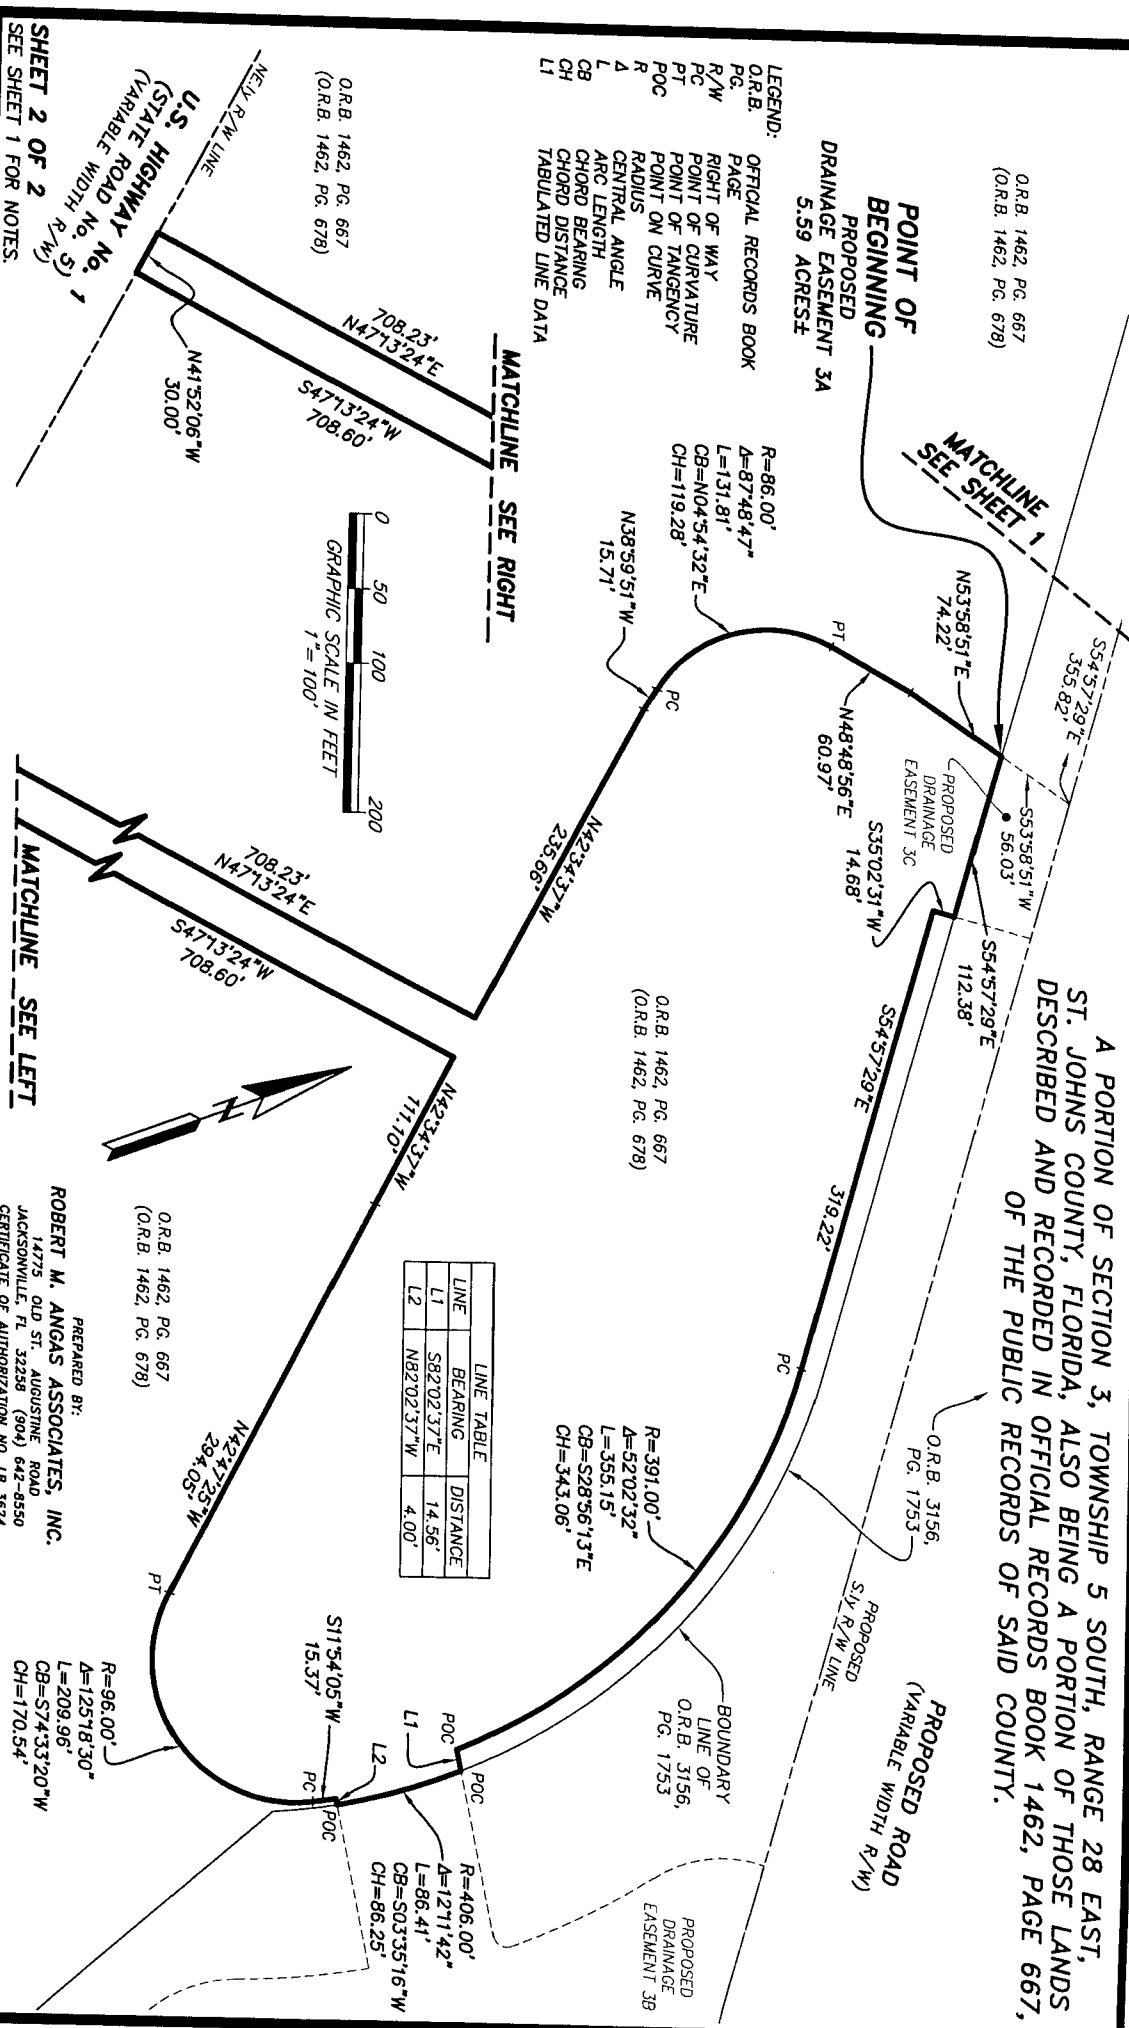 A PORTION OF SECTION 3, TOWNSHIP 5 SOUTH, RANGE 28 EAST,
ST. JOHNS COUNTY, FLORIDA, ALSO BEING A PORTION OF THOSE LANDS
DESCRIBED AND RECORDED IN OFFICIAL RECORDS BOOK 1462, PAGE 667,
OF THE PUBLIC RECORDS OF SAID COUNTY.
O.R.B. 1462, PG. 667
(O.R.B. 1462, PG. 678)
MATCHLINE
SEE SHEET 1
S54°57'29"E
355.82'
N53°58'51"E
74.22'
S53°58'51"W
56.03'
S54°57'29"E
112.38'
POINT OF
BEGINNING
PROPOSED
DRAINAGE EASEMENT 3A
5.59 ACRES±
PROPOSED
DRAINAGE
EASEMENT 3C
S35°02'31"W
14.68'
N48°48'56"E
60.97'
PT
R=86.00'
Δ=87°48'47"
L=131.81'
CB=N04°54'32"E
CH=119.28'
N38°59'51"W
15.71'
PC
N42°34'37"W
235.66'
O.R.B. 1462, PG. 667
(O.R.B. 1462, PG. 678)
S54°57'29"E
319.22'
PC
O.R.B. 3156,
PG. 1753
PROPOSED
S.LY R/W LINE
PROPOSED ROAD
(VARIABLE WIDTH R/W)
R=391.00'
Δ=52°02'32"
L=355.15'
CB=S28°56'13"E
CH=343.06'
BOUNDARY
LINE OF
O.R.B. 3156,
PG. 1753
PROPOSED
DRAINAGE
EASEMENT 3B
POC
POC
L1
L2
R=406.00'
Δ=12°11'42"
L=86.41'
CB=S03°35'16"W
CH=86.25'
S11°54'05"W
15.37'
PC
POC
R=96.00'
Δ=125°18'30"
L=209.96'
CB=S74°33'20"W
CH=170.54'
PT
N42°47'25"W
294.05'
N42°34'37"W
111.10'
LINE TABLE
LINE BEARING DISTANCE
L1 S82°02'37"E 14.56'
L2 N82°02'37"W 4.00'
LEGEND:
O.R.B. OFFICIAL RECORDS BOOK
PG. PAGE
R/W RIGHT OF WAY
PC POINT OF CURVATURE
PT POINT OF TANGENCY
POC POINT ON CURVE
R RADIUS
Δ CENTRAL ANGLE
L ARC LENGTH
CB CHORD BEARING
CH CHORD DISTANCE
L1 TABULATED LINE DATA
MATCHLINE SEE RIGHT
708.23'
N47°13'24"E
S47°13'24"W
708.60'
O.R.B. 1462, PG. 667
(O.R.B. 1462, PG. 678)
NE.LY R/W LINE
N41°52'06"W
30.00'
U.S. HIGHWAY No. 1
(STATE ROAD No. 5)
(VARIABLE WIDTH R/W)
0 50 100 200
GRAPHIC SCALE IN FEET
1"= 100'
708.23'
N47°13'24"E
S47°13'24"W
708.60'
MATCHLINE SEE LEFT
N
O.R.B. 1462, PG. 667
(O.R.B. 1462, PG. 678)
PREPARED BY:
ROBERT M. ANGAS ASSOCIATES, INC.
14775 OLD ST. AUGUSTINE ROAD
JACKSONVILLE, FL 32258 (904) 642-8550
CERTIFICATE OF AUTHORIZATION NO. LB 3624
SHEET 2 OF 2
SEE SHEET 1 FOR NOTES.